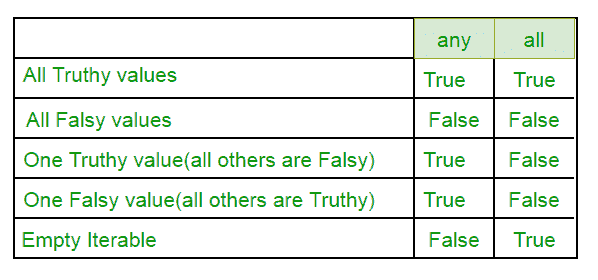 any all
All Truthy values True True
All Falsy values False False
One Truthy value(all others are Falsy) True False
One Falsy value(all others are Truthy) True False
Empty Iterable False True